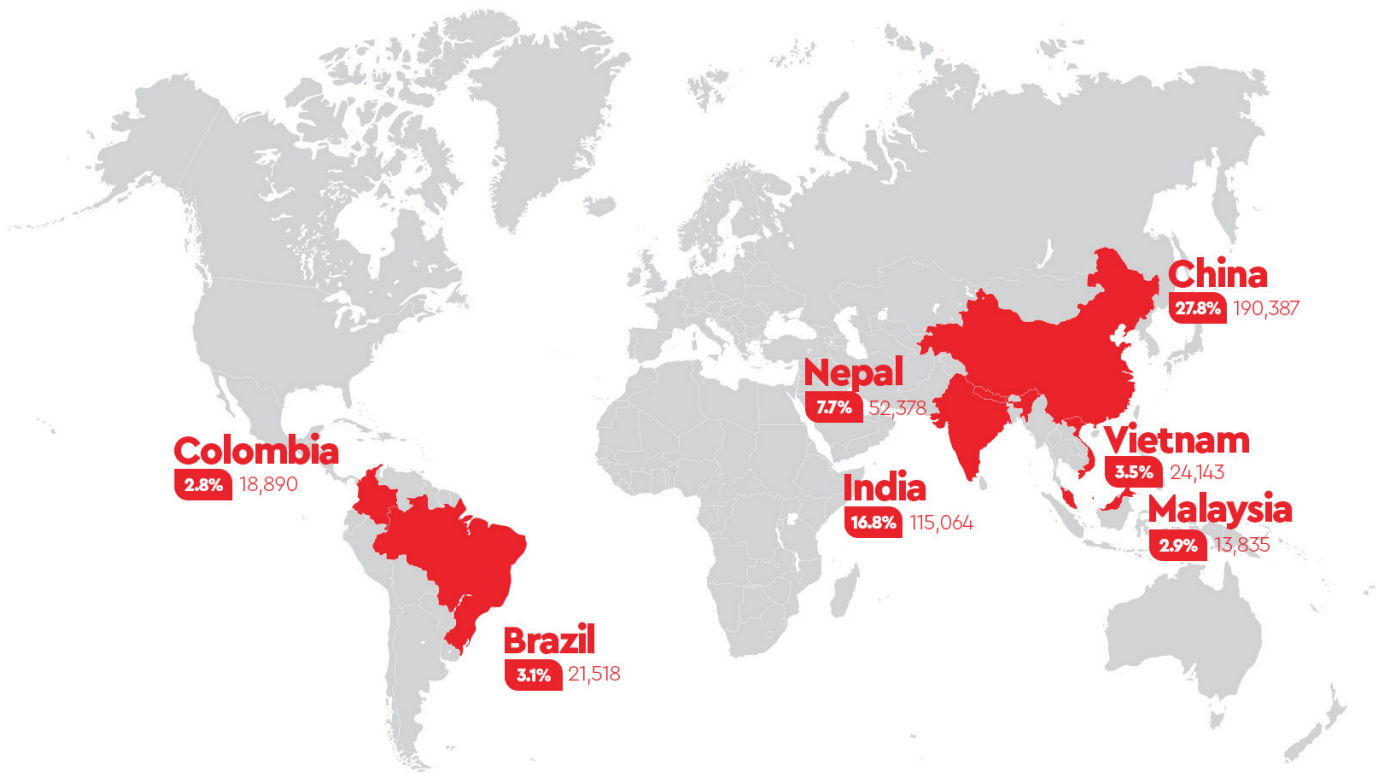 China
27.8% 190,387
Nepal
7.7% 52,378
Colombia
2.8% 18,890
Vietnam
3.5% 24,143
India
16.8% 115,064
Malaysia
2.9% 13,835
Brazil
3.1% 21,518